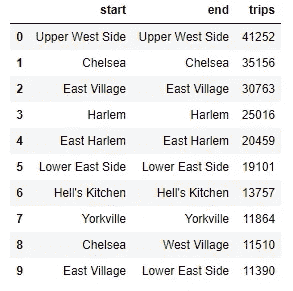 start end trips
0 Upper West Side Upper West Side 41252
1 Chelsea Chelsea 35156
2 East Village East Village 30763
3 Harlem Harlem 25016
4 East Harlem East Harlem 20459
5 Lower East Side Lower East Side 19101
6 Hell's Kitchen Hell's Kitchen 13757
7 Yorkville Yorkville 11864
8 Chelsea West Village 11510
9 East Village Lower East Side 11390